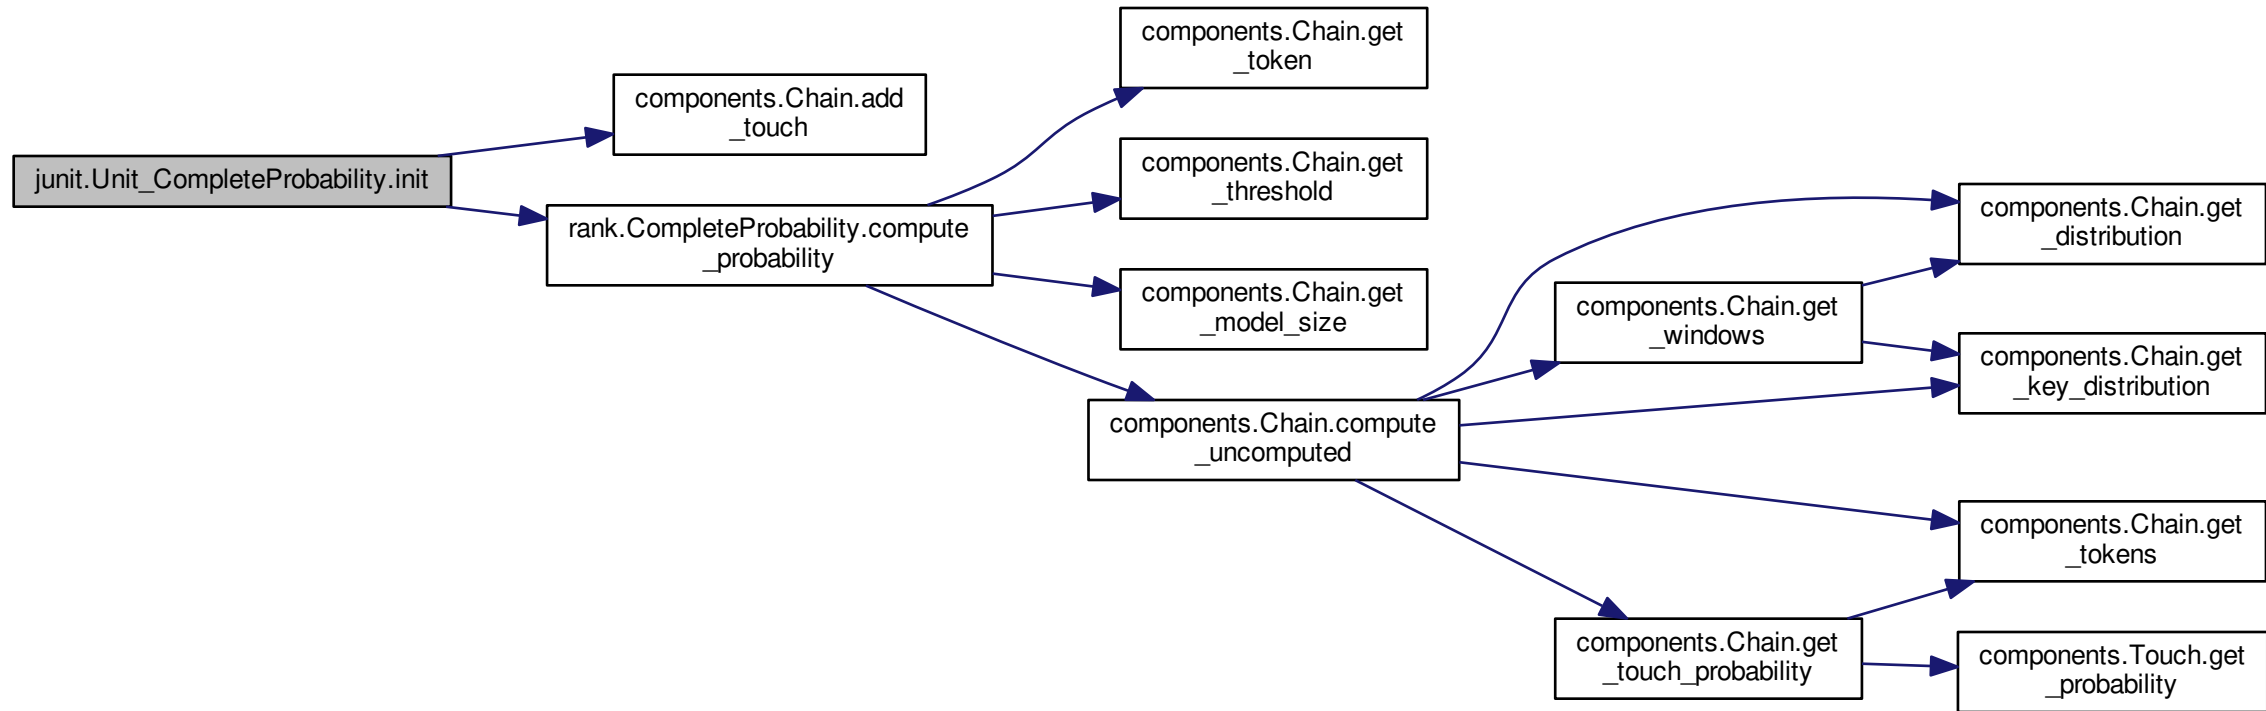 junit.Unit_CompleteProbability.init
components.Chain.add
_touch
rank.CompleteProbability.compute
_probability
components.Chain.get
_token
components.Chain.get
_threshold
components.Chain.get
_model_size
components.Chain.compute
_uncomputed
components.Chain.get
_windows
components.Chain.get
_touch_probability
components.Chain.get
_distribution
components.Chain.get
_key_distribution
components.Chain.get
_tokens
components.Touch.get
_probability